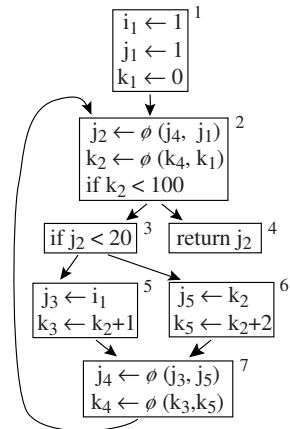 i₁ ← 1 1
j₁ ← 1
k₁ ← 0
j₂ ← ϕ (j₄, j₁) 2
k₂ ← ϕ (k₄, k₁)
if k₂ < 100
if j₂ < 20 3
return j₂ 4
j₃ ← i₁ 5
k₃ ← k₂+1
j₅ ← k₂ 6
k₅ ← k₂+2
j₄ ← ϕ (j₃, j₅) 7
k₄ ← ϕ (k₃,k₅)